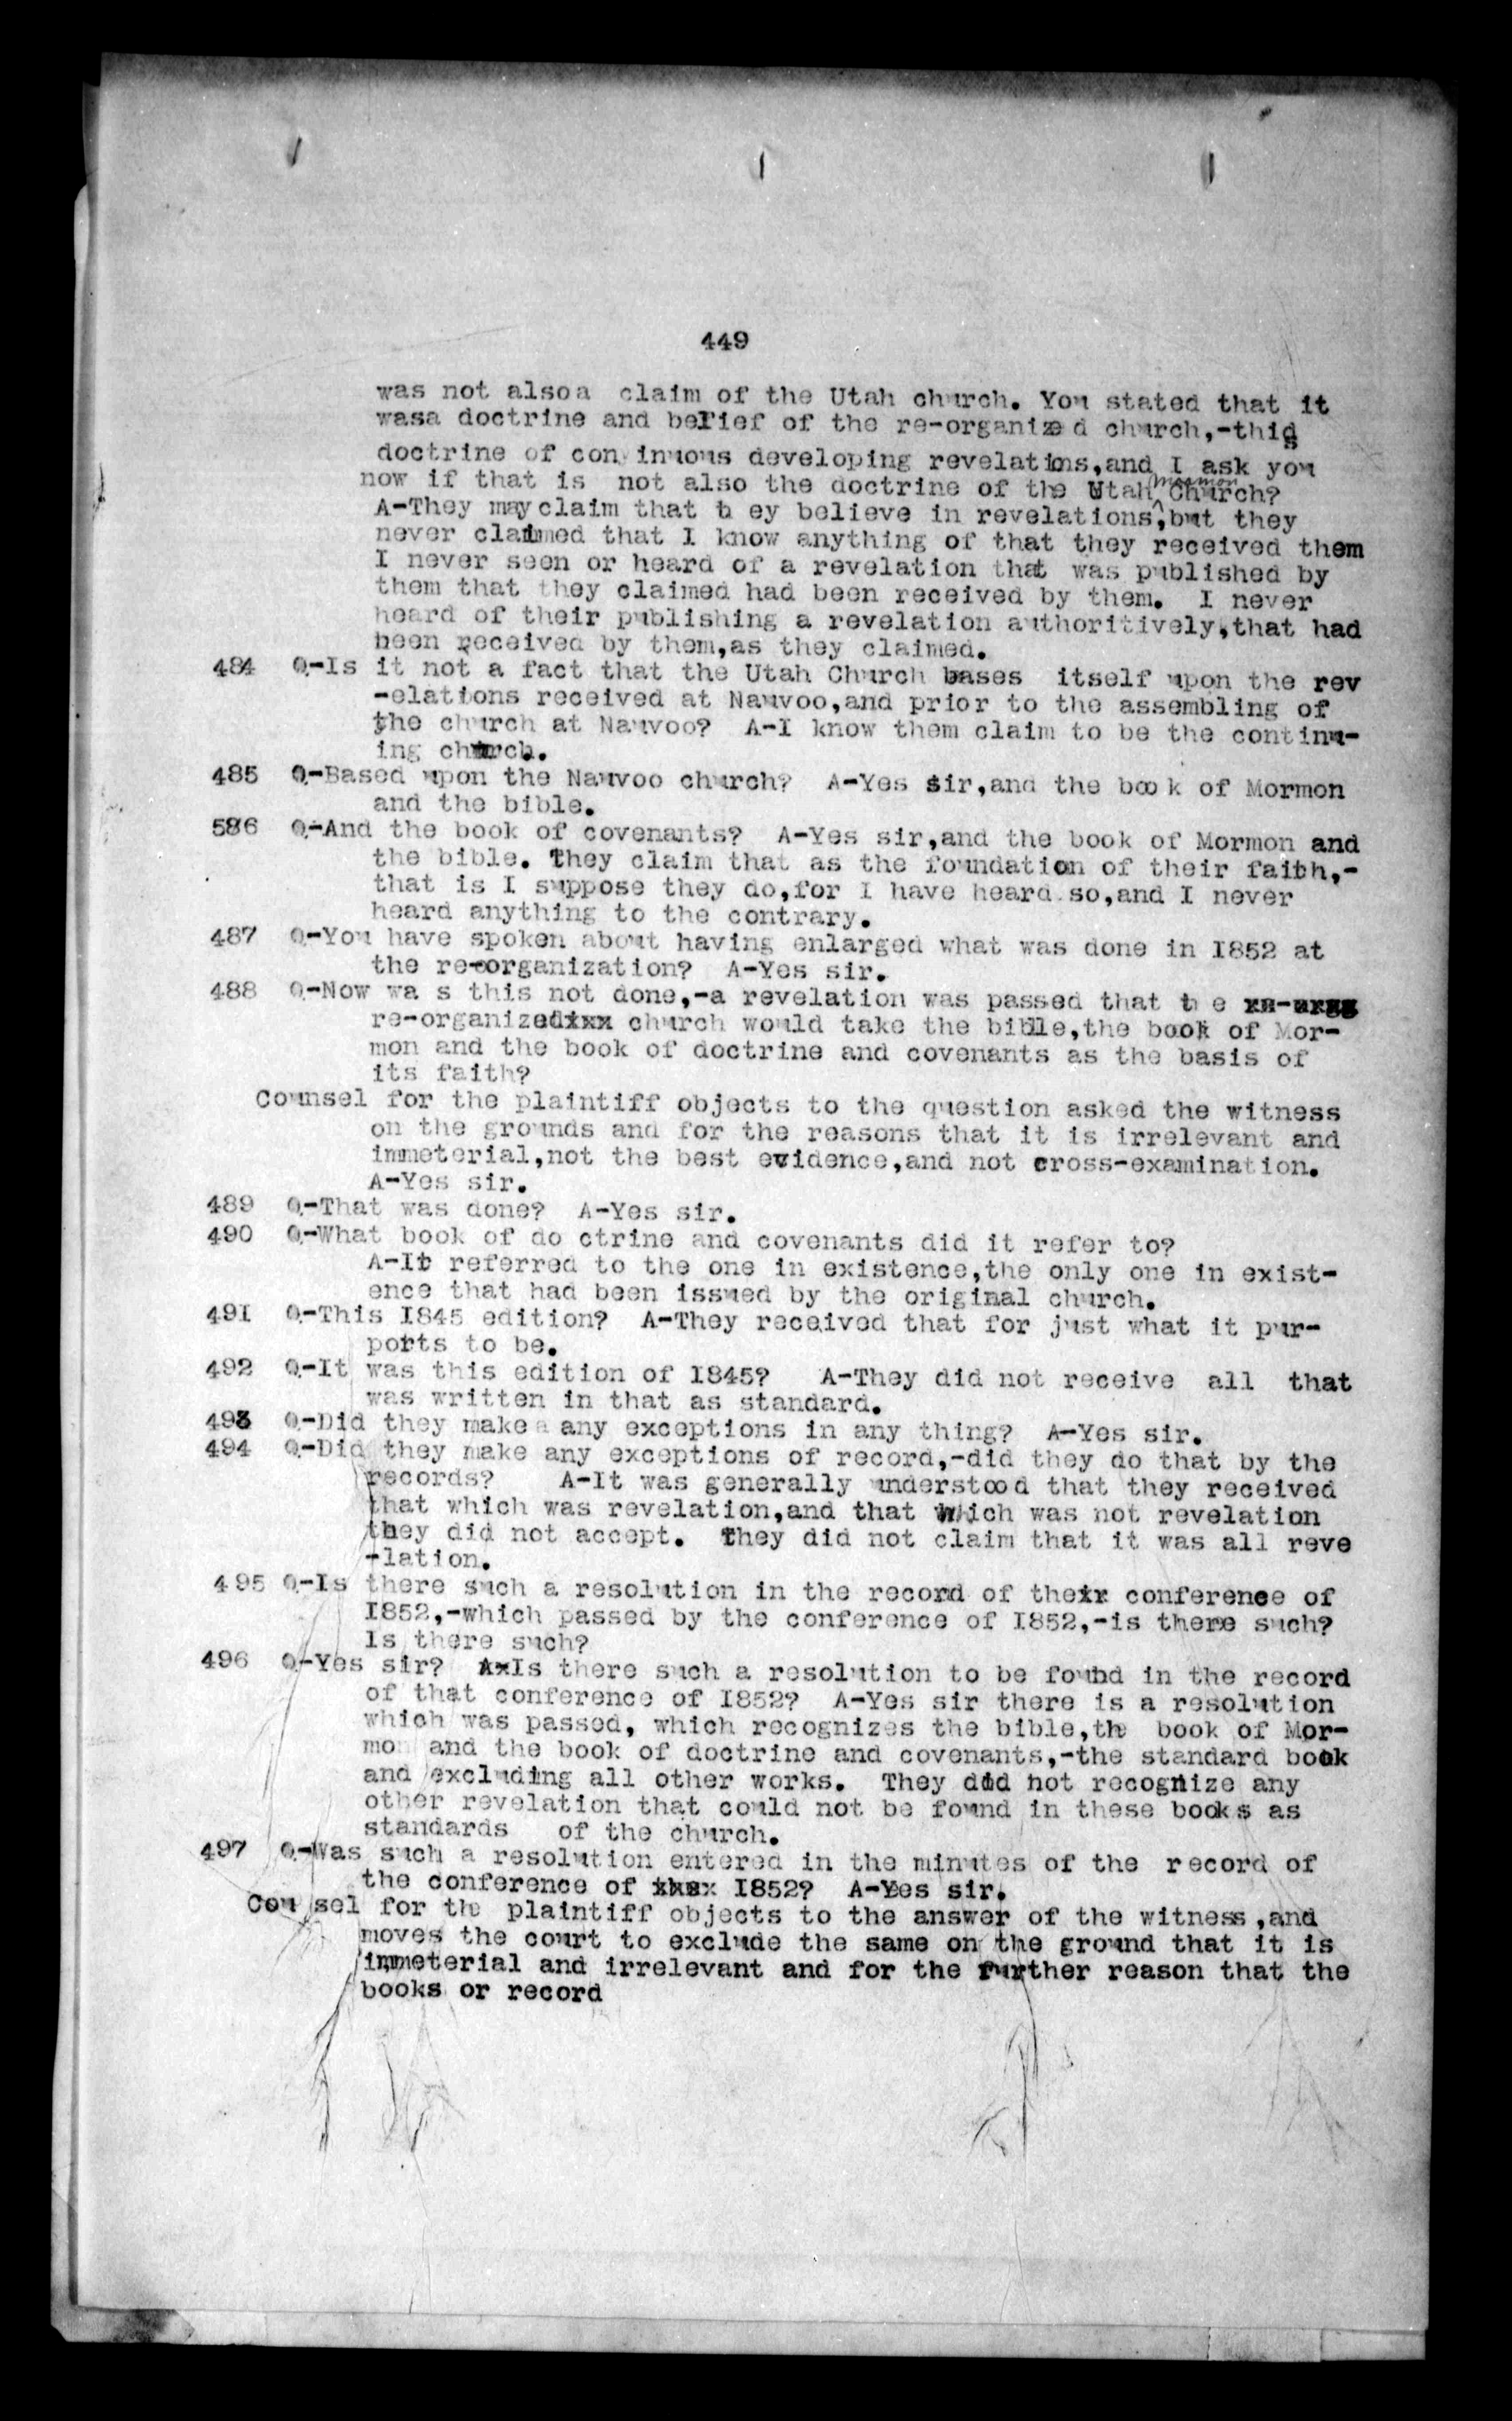 449
was not alsoa claim of the Utah church. You stated that it
wasa doctrine and belief of the re-organized church,-this
doctrine of con inuous developing revelations,and I ask you
now if that is not also the doctrine of the Utah ^mormon Church?
A-They may claim that they believe in revelations,but they
never claimed that I know anything of that they received them
I never seen or heard of a revelation that was published by
them that they claimed had been received by them. I never
heard of their publishing a revelation authoritively,that had
been received by them,as they claimed.
484 Q-Is it not a fact that the Utah Church bases itself upon the rev
-elations received at Nauvoo,and prior to the assembling of
the church at Nauvoo? A-I know them claim to be the continu-
ing church.
485 Q-Based upon the Nauvoo church? A-Yes sir,and the book of Mormon
and the bible.
586 Q-And the book of covenants? A-Yes sir,and the book of Mormon and
the bible. They claim that as the foundation of their faith,-
that is I suppose they do,for I have heard so,and I never
heard anything to the contrary.
487 Q-You have spoken about having enlarged what was done in 1852 at
the re-organization? A-Yes sir.
488 Q-Now wa s this not done,-a revelation was passed that the
re-organizedxxx church would take the bible,the book of Mor-
mon and the book of doctrine and covenants as the basis of
its faith?
Counsel for the plaintiff objects to the question asked the witness
on the grounds and for the reasons that it is irrelevant and
immeterial,not the best evidence,and not cross-examination.
A-Yes sir.
489 Q-That was done? A-Yes sir.
490 Q-What book of do ctrine and covenants did it refer to?
A-It referred to the one in existence,the only one in exist-
ence that had been issued by the original church.
491 Q-This 1845 edition? A-They received that for just what it pur-
ports to be.
492 Q-It was this edition of 1845? A-They did not receive all that
was written in that as standard.
493 Q-Did they make a any exceptions in any thing? A-Yes sir.
494 Q-Did they make any exceptions of record,-did they do that by the
records? A-It was generally understood that they received
that which was revelation,and that which was not revelation
they did not accept. They did not claim that it was all reve
-lation.
495 Q-Is there such a resolution in the record of their conference of
1852,-which passed by the conference of 1852,-is there such?
Is there such?
496 Q-Yes sir? AxIs there such a resolution to be found in the record
of that conference of 1852? A-Yes sir there is a resolution
which was passed, which recognizes the bible,the book of Mor-
mon and the book of doctrine and covenants,-the standard book
and excluding all other works. They did not recognize any
other revelation that could not be found in these books as
standards of the church.
497 Q-Was such a resolution entered in the minutes of the record of
the conference of 1852? A-Yes sir.
Cou sel for the plaintiff objects to the answer of the witness,and
moves the court to exclude the same on the ground that it is
immeterial and irrelevant and for the further reason that the
books or record